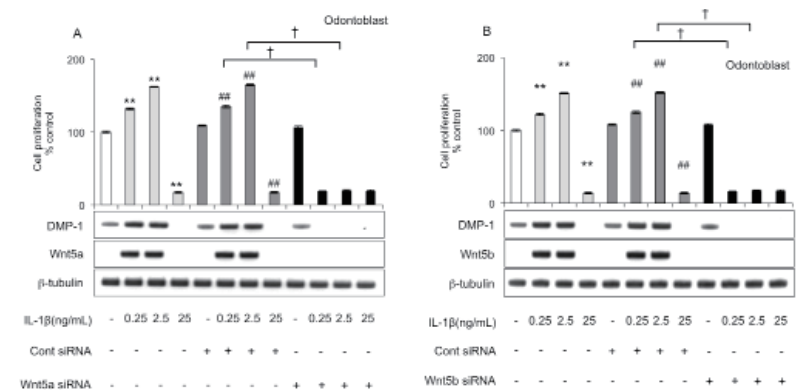 A
Odontoblast
†
†
200
100
0
Cell proliferation
% control
**
**
**
##
##
##
DMP-1
Wnt5a
β-tubulin
IL-1β(ng/mL) - 0.25 2.5 25 - 0.25 2.5 25 - 0.25 2.5 25
Cont siRNA - - - - + + + + - - - -
Wnt5a siRNA - - - - - - - - + + + +
B
†
†
Odontoblast
200
100
0
Cell proliferation
% control
**
**
**
##
##
##
DMP-1
Wnt5b
β-tubulin
IL-1β(ng/mL) - 0.25 2.5 25 - 0.25 2.5 25 - 0.25 2.5 25
Cont siRNA - - - - + + + + - - - -
Wnt5b siRNA - - - - - - - - + + + +